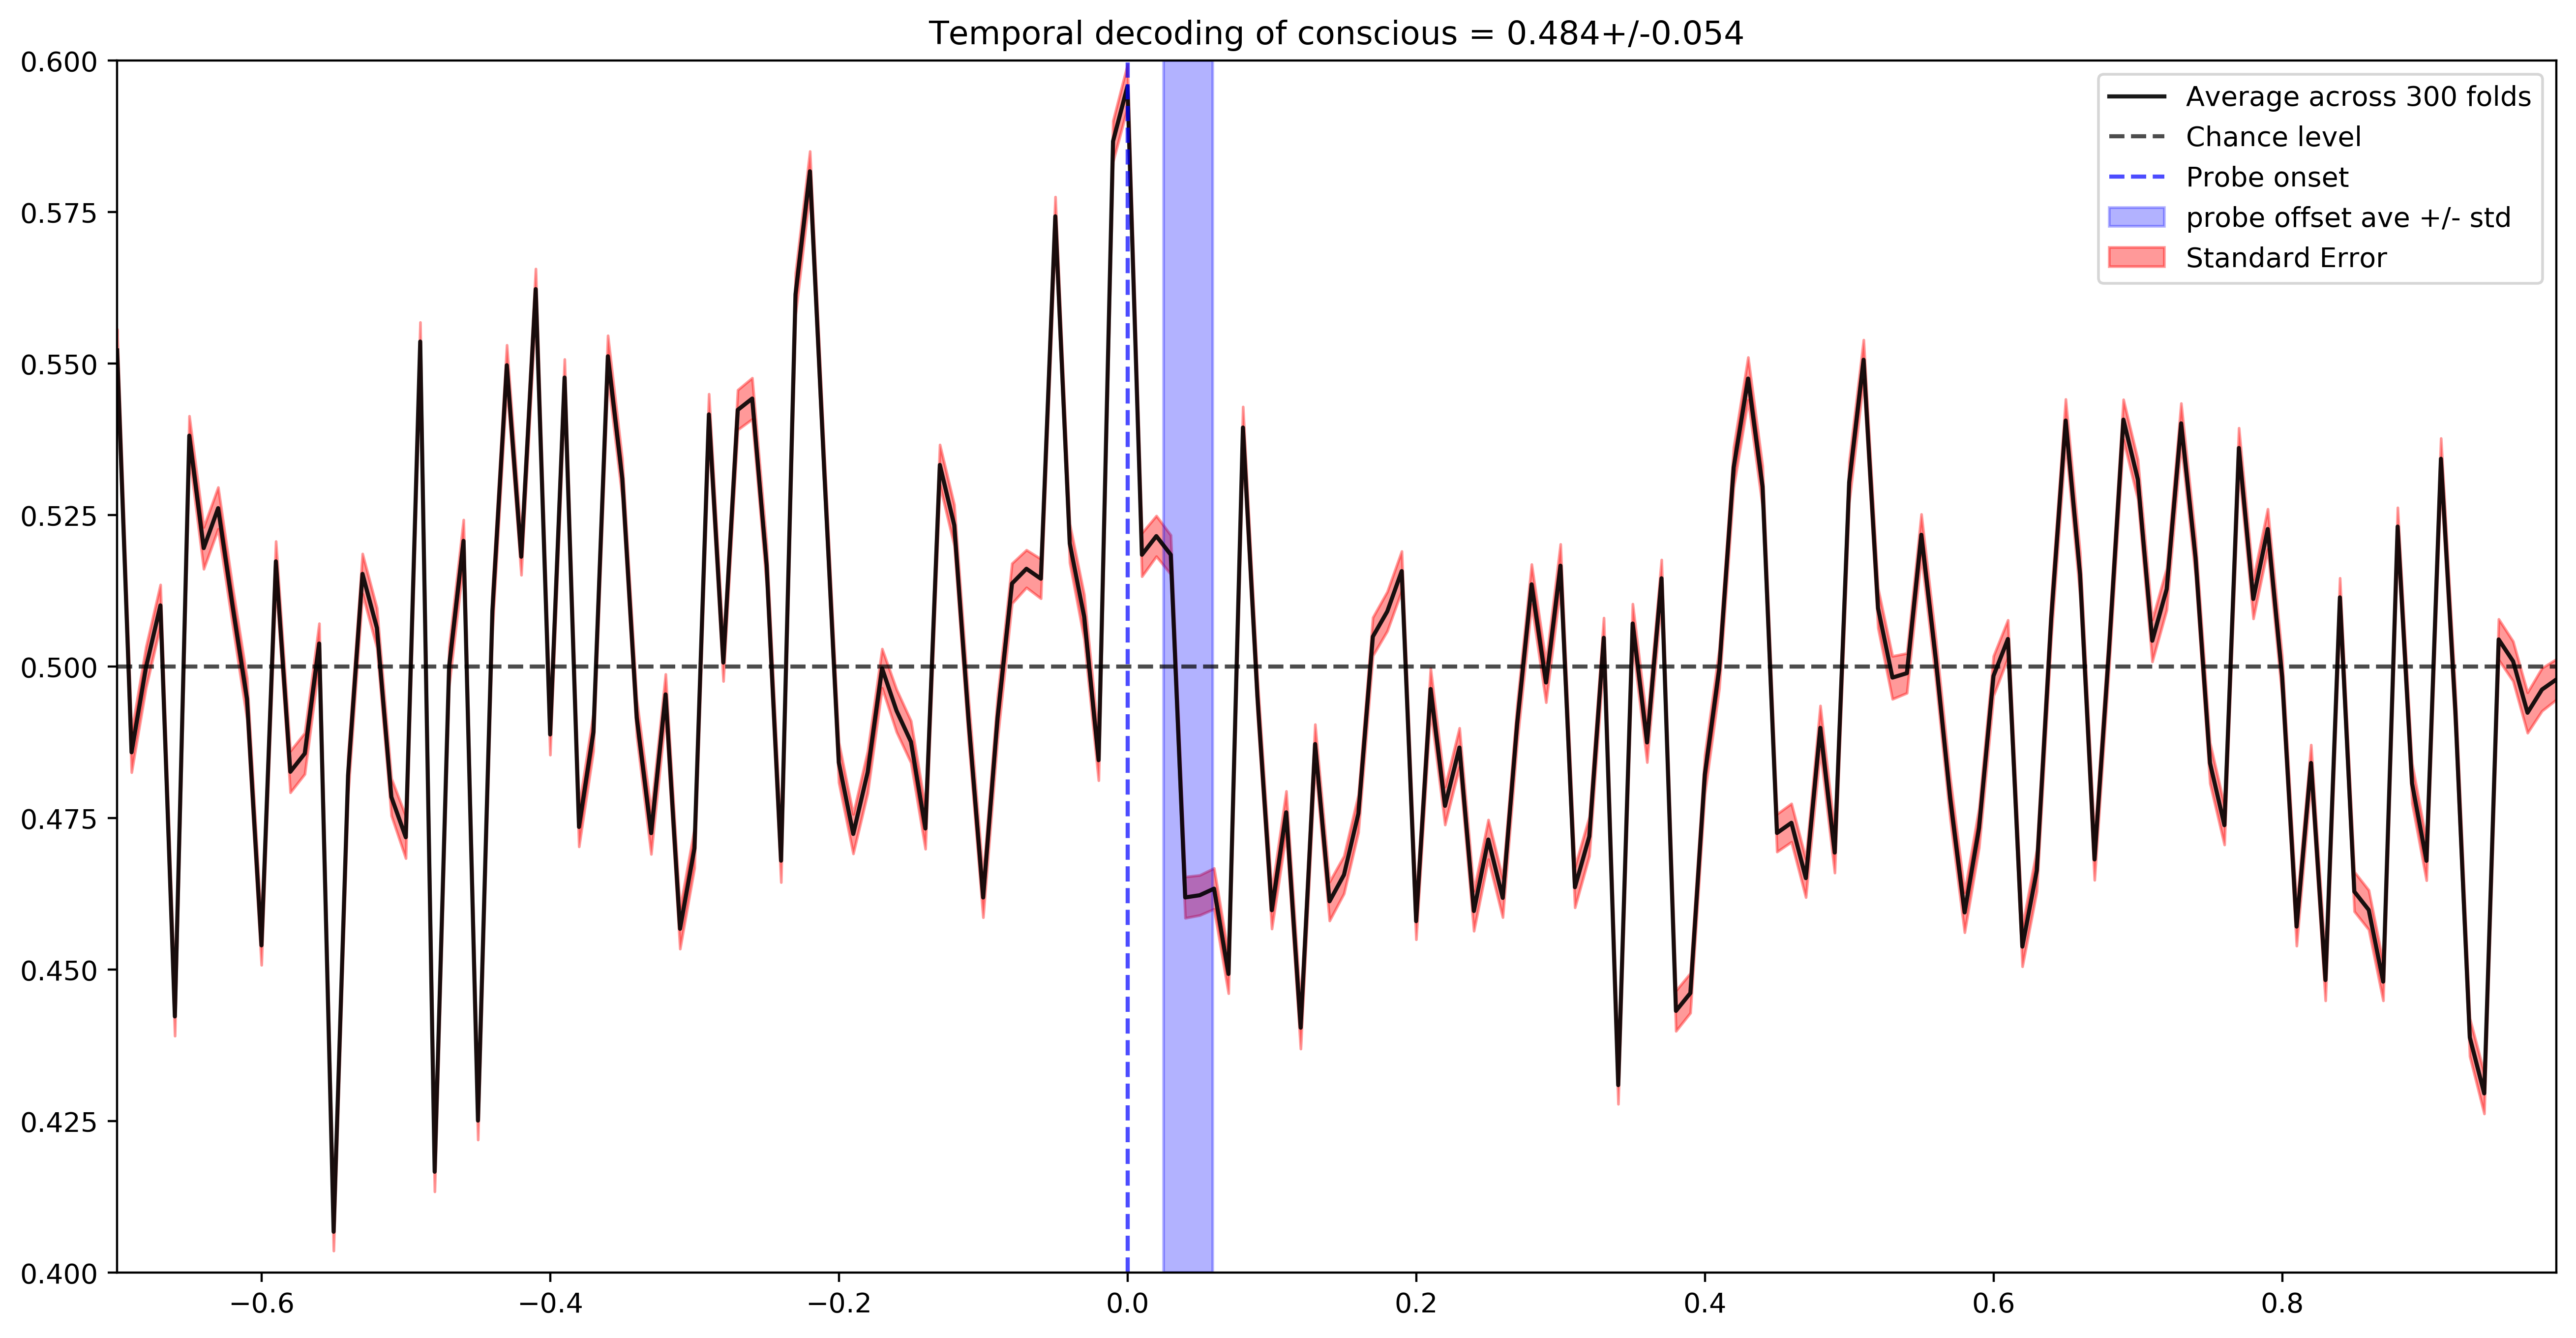 Temporal decoding of conscious = 0.484+/-0.054
0.600
0.575
0.550
0.525
0.500
0.475
0.450
0.425
0.400
Average across 300 folds
Chance level
Probe onset
probe offset ave +/- std
Standard Error
−0.6
−0.4
−0.2
0.0
0.2
0.4
0.6
0.8